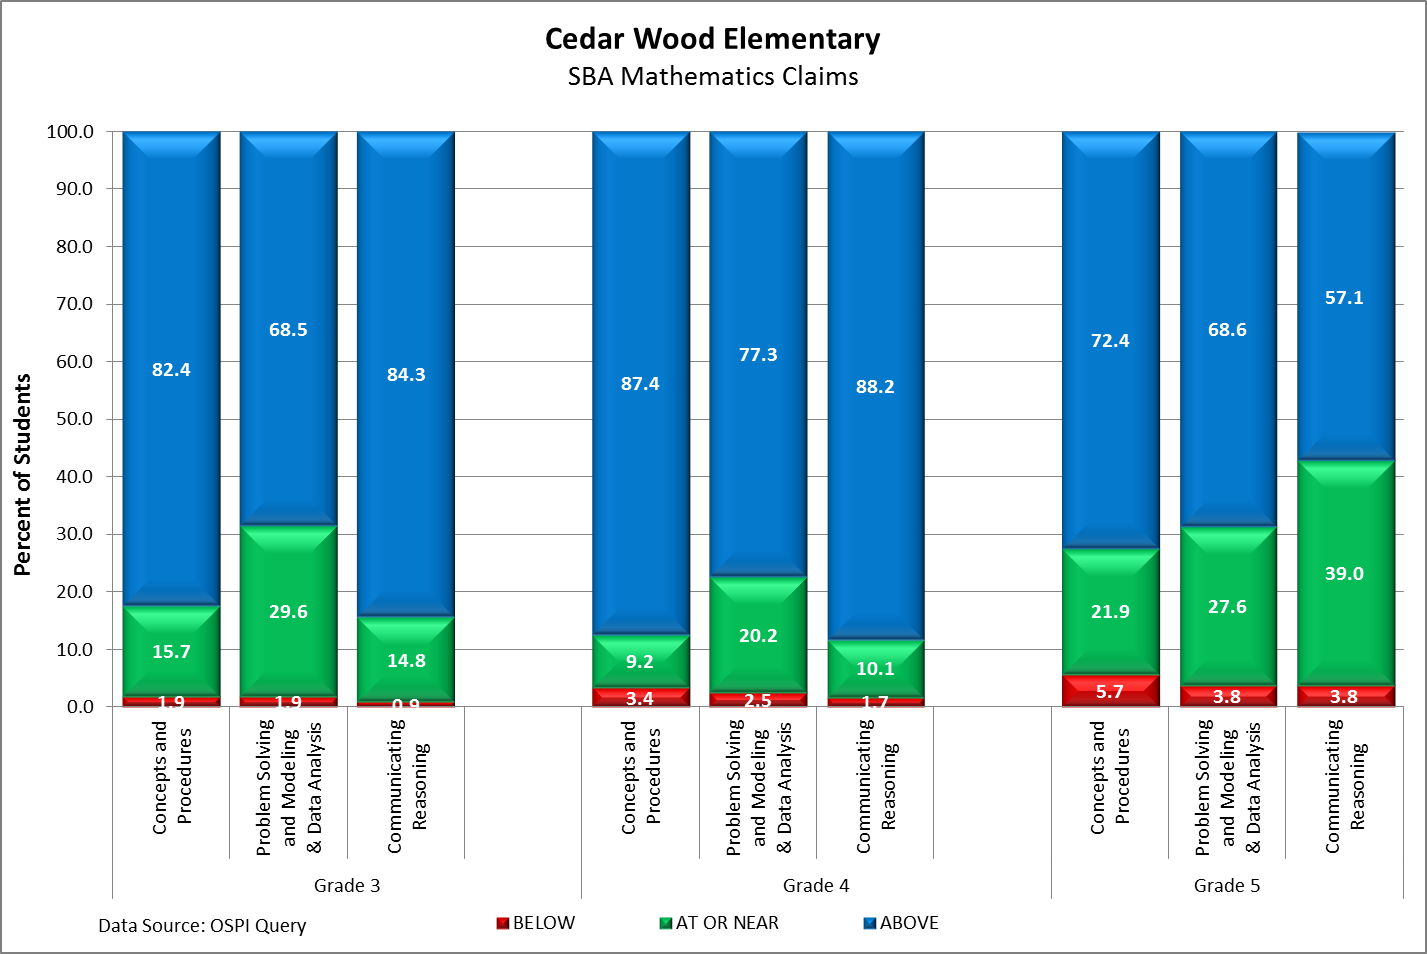 Cedar Wood Elementary
SBA Mathematics Claims
Percent of Students
100.0
90.0
80.0
70.0
60.0
50.0
40.0
30.0
20.0
10.0
0.0
82.4
15.7
1.9
68.5
29.6
1.9
84.3
14.8
0.9
87.4
9.2
3.4
77.3
20.2
2.5
88.2
10.1
1.7
72.4
21.9
5.7
68.6
27.6
3.8
57.1
39.0
3.8
Concepts and
Procedures
Problem Solving
and Modeling
& Data Analysis
Communicating
Reasoning
Concepts and
Procedures
Problem Solving
and Modeling
& Data Analysis
Communicating
Reasoning
Concepts and
Procedures
Problem Solving
and Modeling
& Data Analysis
Communicating
Reasoning
Grade 3
Grade 4
Grade 5
Data Source: OSPI Query
BELOW
AT OR NEAR
ABOVE